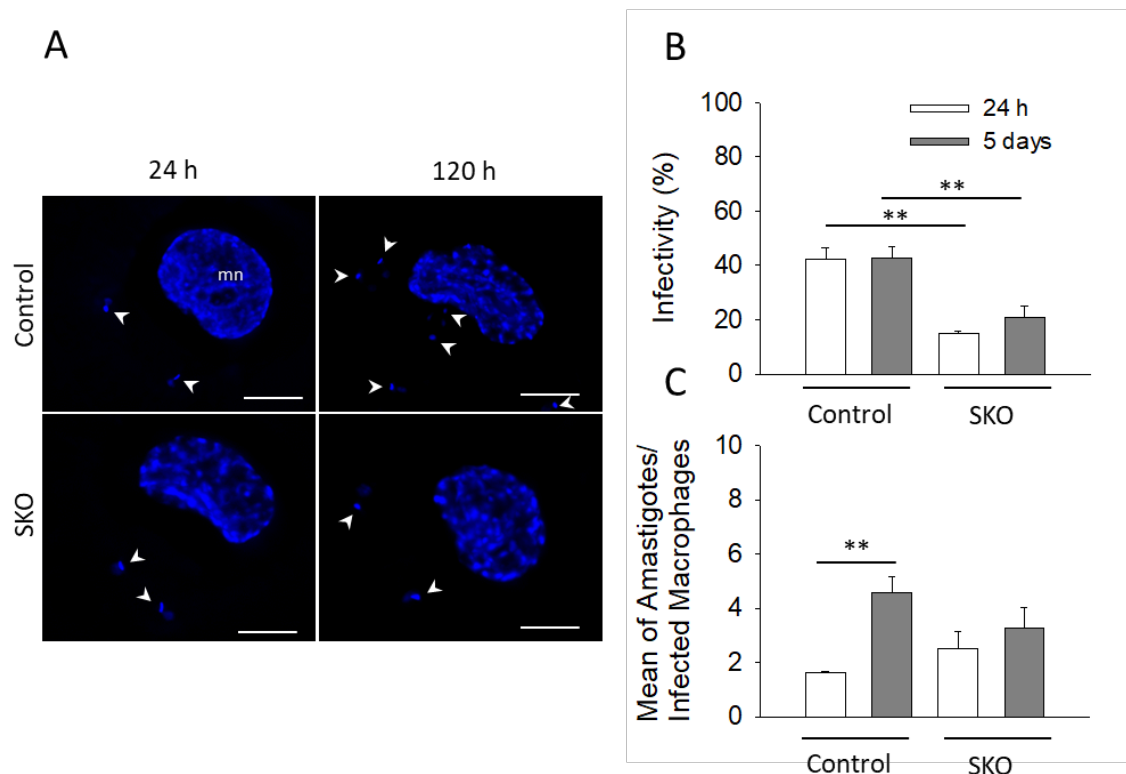 A
24 h
120 h
Control
mn
SKO
B
100
80
60
40
20
0
Infectivity (%)
24 h
5 days
**
**
Control
SKO
C
10
8
6
4
2
0
Mean of Amastigotes/
Infected Macrophages
**
Control
SKO